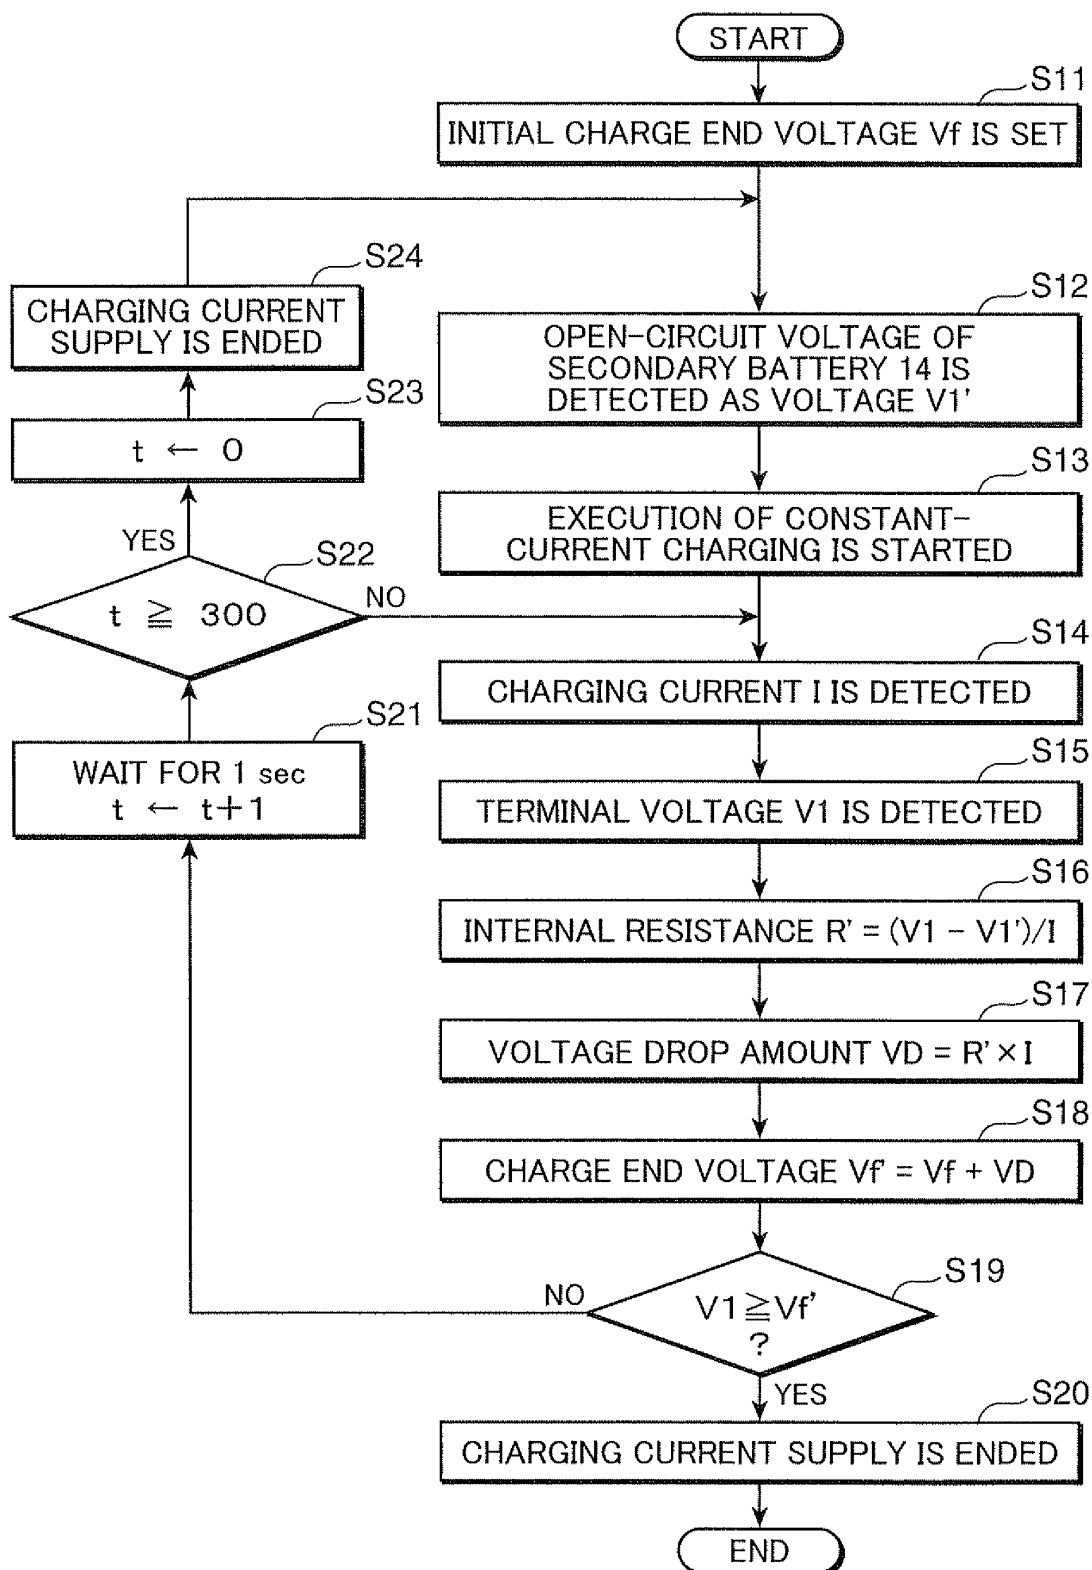 START
S11
INITIAL CHARGE END VOLTAGE Vf IS SET
S24
CHARGING CURRENT
SUPPLY IS ENDED
S12
OPEN-CIRCUIT VOLTAGE OF
SECONDARY BATTERY 14 IS
DETECTED AS VOLTAGE V1'
S23
t ← 0
S13
EXECUTION OF CONSTANT-
CURRENT CHARGING IS STARTED
YES
S22
t ≧ 300
NO
S14
CHARGING CURRENT I IS DETECTED
S21
WAIT FOR 1 sec
t ← t+1
S15
TERMINAL VOLTAGE V1 IS DETECTED
S16
INTERNAL RESISTANCE R' = (V1 - V1')/I
S17
VOLTAGE DROP AMOUNT VD = R' × I
S18
CHARGE END VOLTAGE Vf' = Vf + VD
S19
V1≧Vf'
?
NO
YES
S20
CHARGING CURRENT SUPPLY IS ENDED
END